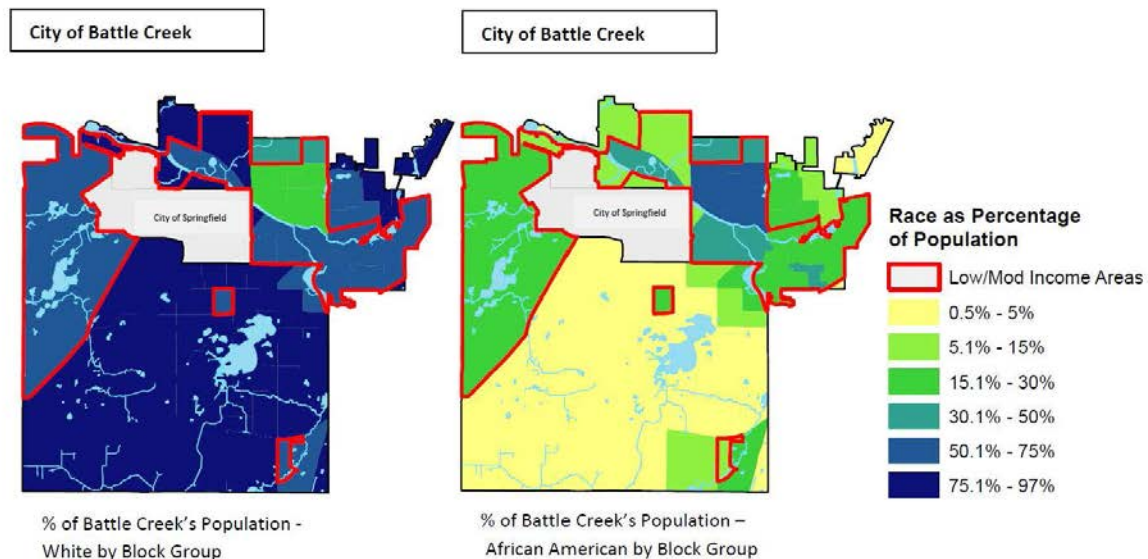 City of Battle Creek
City of Battle Creek
City of Springfield
City of Springfield
Race as Percentage
of Population
Low/Mod Income Areas
0.5% - 5%
5.1% - 15%
15.1% - 30%
30.1% - 50%
50.1% - 75%
75.1% - 97%
% of Battle Creek's Population -
White by Block Group
% of Battle Creek's Population –
African American by Block Group